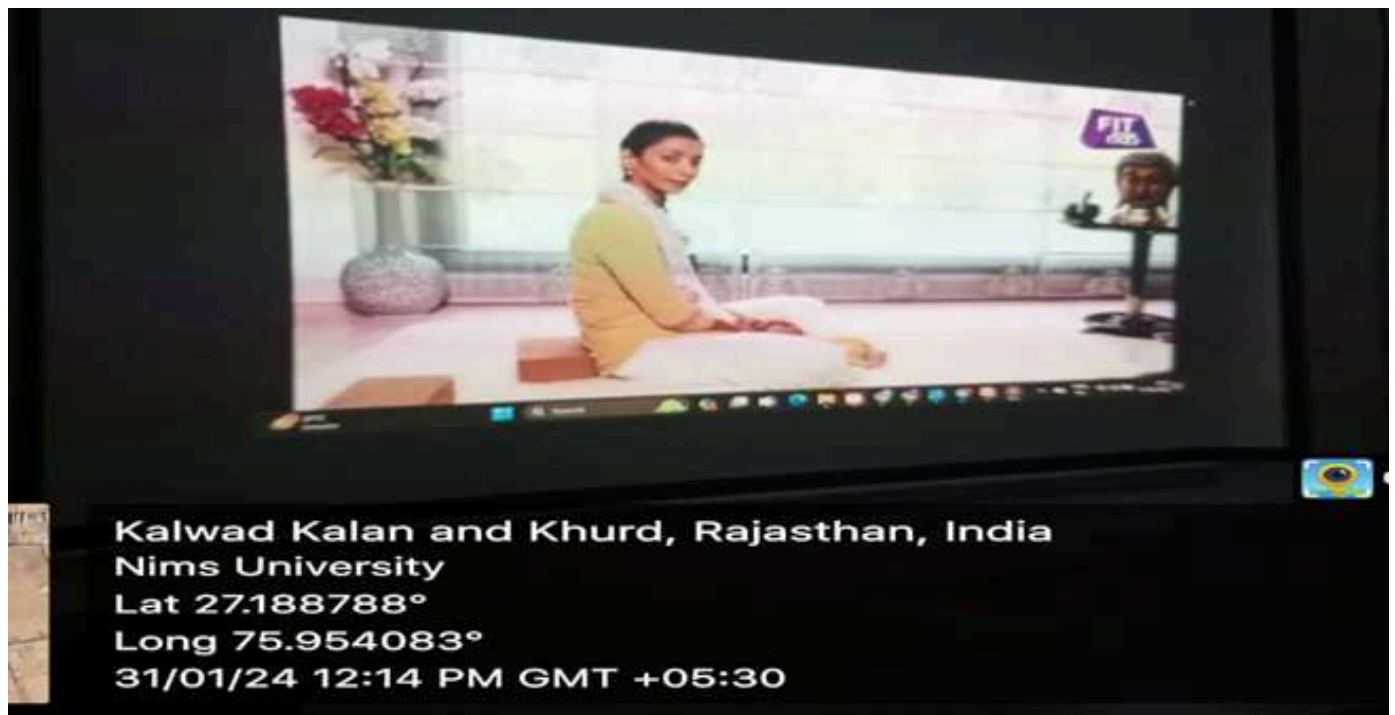 FIT
Search
Kalwad Kalan and Khurd, Rajasthan, India
Nims University
Lat 27.188788°
Long 75.954083°
31/01/24 12:14 PM GMT +05:30